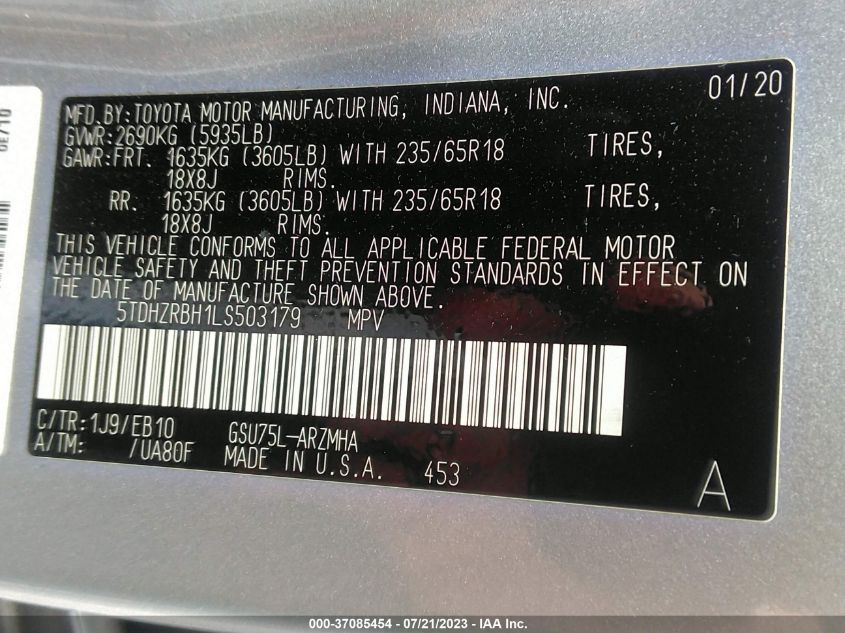 MFD.BY:TOYOTA MOTOR MANUFACTURING, INDIANA, INC. 01/20
GVWR:2690KG (5935LB)
GAWR:FRT. 1635KG (3605LB) WITH 235/65R18 TIRES,
18X8J RIMS.
RR. 1635KG (3605LB) WITH 235/65R18 TIRES,
18X8J RIMS.
THIS VEHICLE CONFORMS TO ALL APPLICABLE FEDERAL MOTOR
VEHICLE SAFETY AND THEFT PREVENTION STANDARDS IN EFFECT ON
THE DATE OF MANUFACTURE SHOWN ABOVE.
5TDHZRBH1LS503179 MPV
C/TR:1J9/EB10 GSU75L-ARZMHA
A/TM: /UA80F MADE IN U.S.A. 453
A
000-37085454 - 07/21/2023 - IAA Inc.